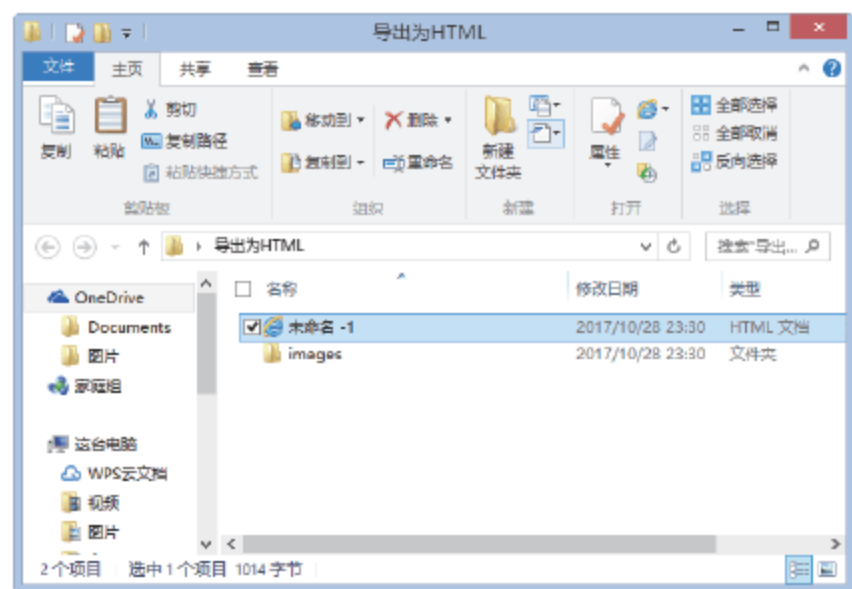 导出为HTML
文件 主页 共享 查看
复制
粘贴
剪切
复制路径
粘贴快捷方式
剪贴板
移动到
复制到
删除
重命名
组织
新建
文件夹
新建
属性
打开
全部选择
全部取消
反向选择
选择
导出为HTML
搜索"导出...
OneDrive
Documents
图片
家庭组
这台电脑
WPS云文档
视频
图片
名称 修改日期 类型
未命名 -1 2017/10/28 23:30 HTML 文档
images 2017/10/28 23:30 文件夹
2个项目 选中1个项目 1014 字节